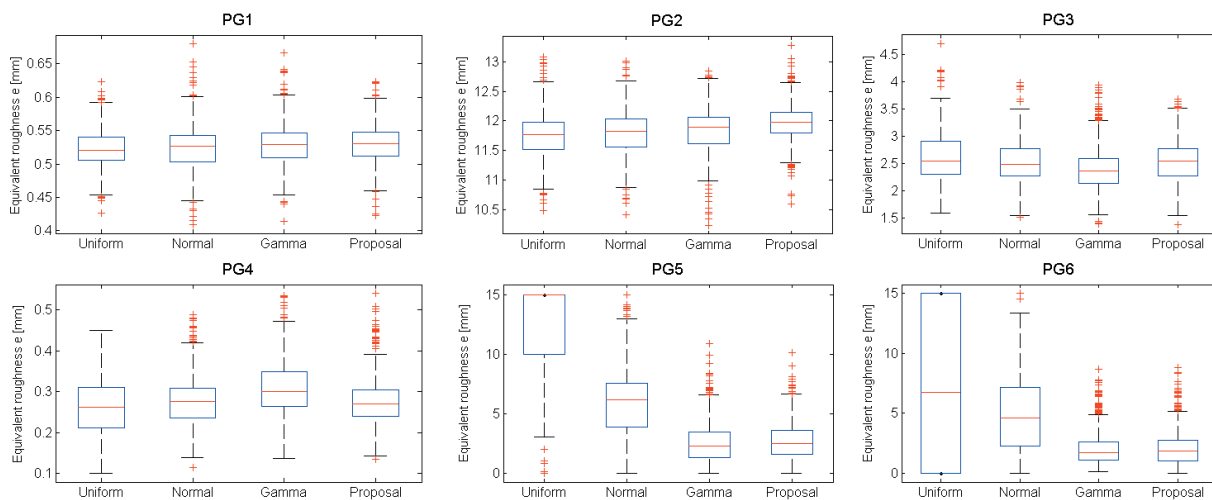 PG1
Equivalent roughness e [mm]
0.65
0.6
0.55
0.5
0.45
0.4
Uniform Normal Gamma Proposal
PG2
Equivalent roughness e [mm]
13
12.5
12
11.5
11
10.5
Uniform Normal Gamma Proposal
PG3
Equivalent roughness e [mm]
4.5
4
3.5
3
2.5
2
1.5
Uniform Normal Gamma Proposal
PG4
Equivalent roughness e [mm]
0.5
0.4
0.3
0.2
0.1
Uniform Normal Gamma Proposal
PG5
Equivalent roughness e [mm]
15
10
5
0
Uniform Normal Gamma Proposal
PG6
Equivalent roughness e [mm]
15
10
5
0
Uniform Normal Gamma Proposal